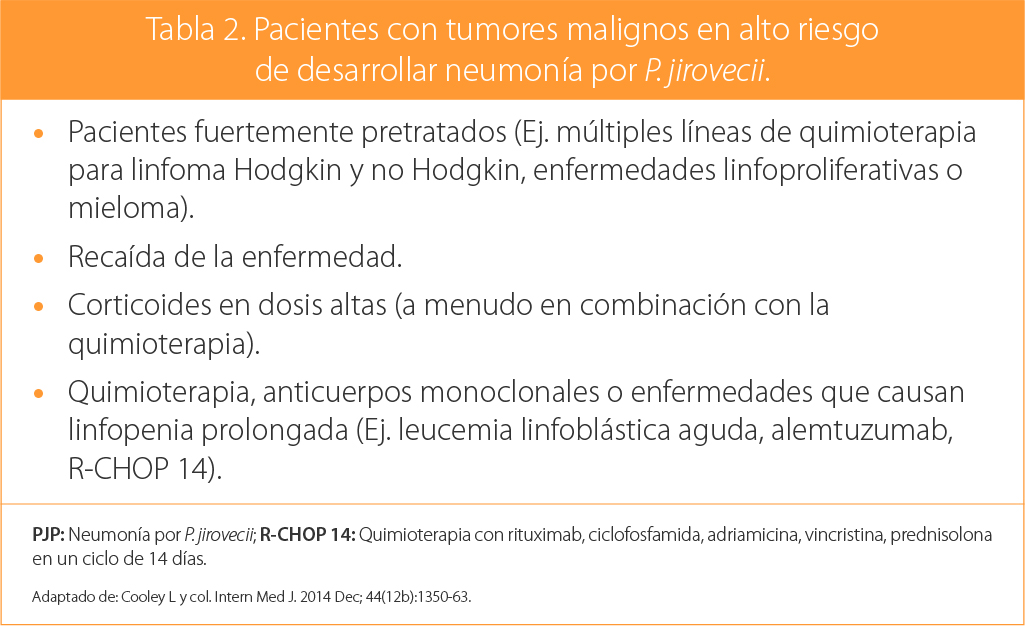 Tabla 2. Pacientes con tumores malignos en alto riesgo
de desarrollar neumonía por P. jirovecii.
• Pacientes fuertemente pretratados (Ej. múltiples líneas de quimioterapia
para linfoma Hodgkin y no Hodgkin, enfermedades linfoproliferativas o
mieloma).
• Recaída de la enfermedad.
• Corticoides en dosis altas (a menudo en combinación con la
quimioterapia).
• Quimioterapia, anticuerpos monoclonales o enfermedades que causan
linfopenia prolongada (Ej. leucemia linfoblástica aguda, alemtuzumab,
R-CHOP 14).
PJP: Neumonía por P. jirovecii; R-CHOP 14: Quimioterapia con rituximab, ciclofosfamida, adriamicina, vincristina, prednisolona
en un ciclo de 14 días.
Adaptado de: Cooley L y col. Intern Med J. 2014 Dec; 44(12b):1350-63.